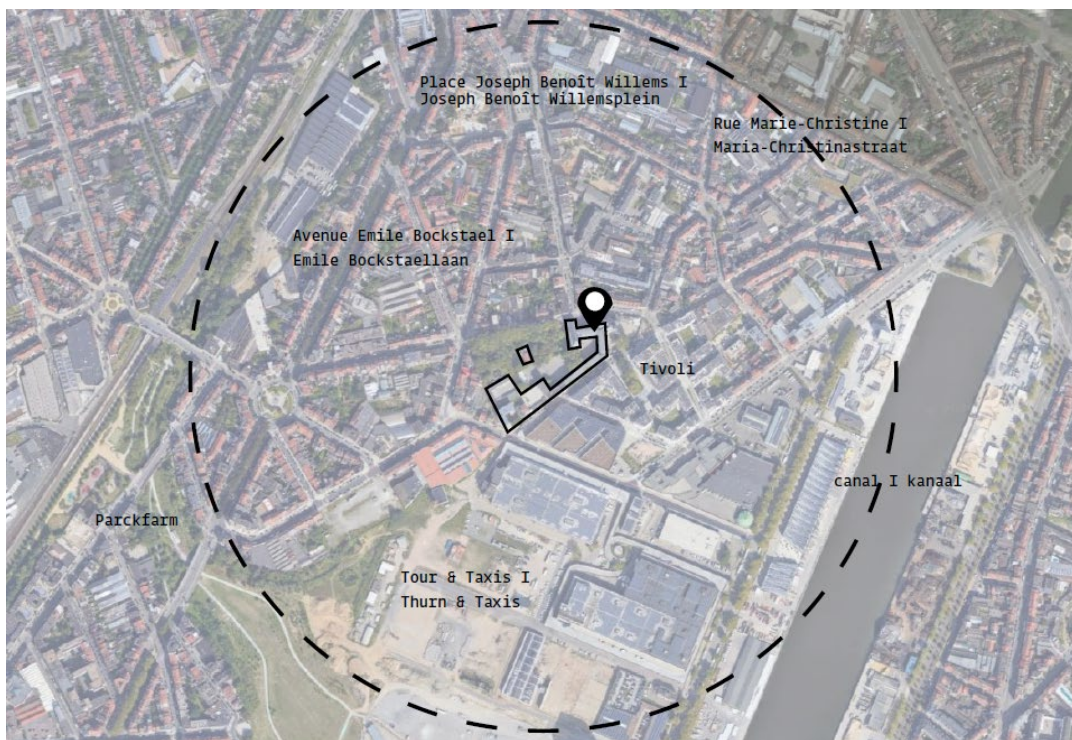 Place Joseph Benoît Willems I
Joseph Benoît Willemsplein
Rue Marie-Christine I
Maria-Christinastraat
Avenue Emile Bockstael I
Emile Bockstaellaan
Tivoli
canal I kanaal
Parckfarm
Tour & Taxis I
Thurn & Taxis